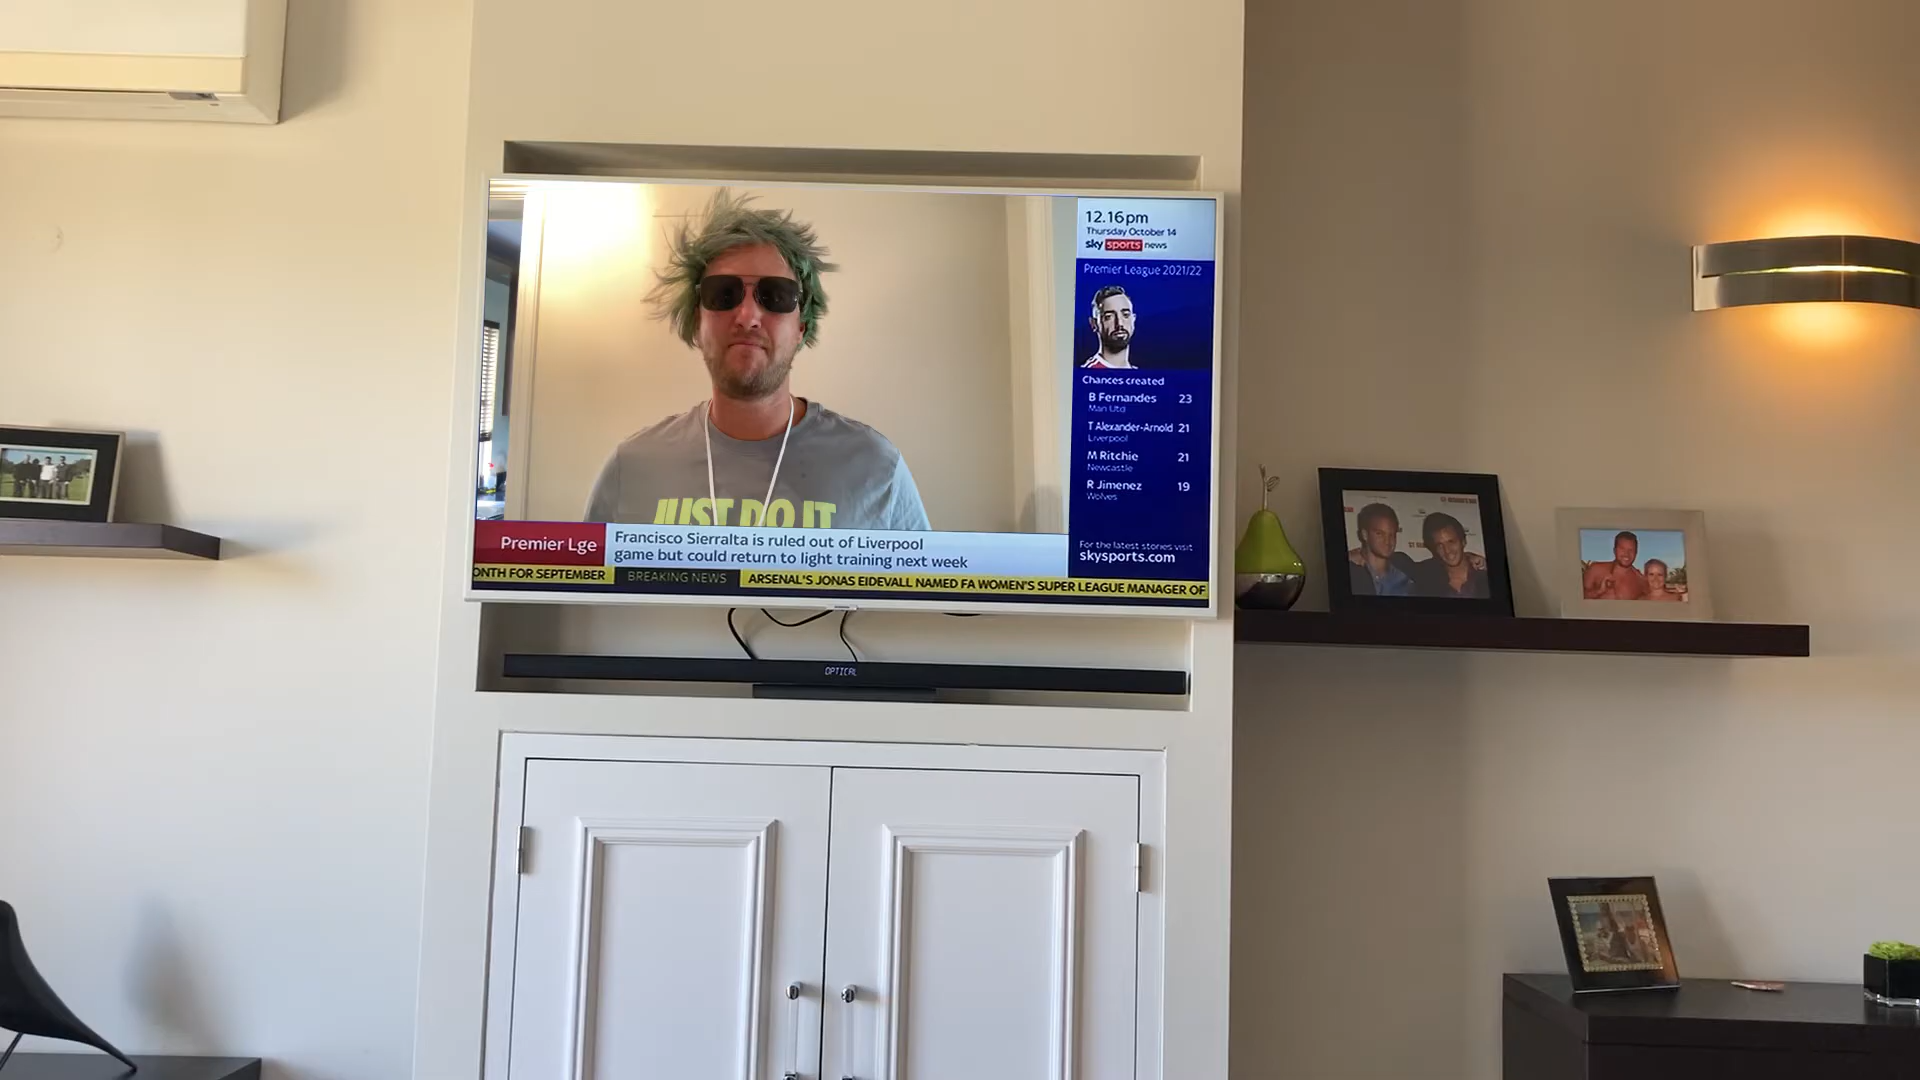 12.16pm
Thursday October 14
sky sports news
Premier League 2021/22
Chances created
B Fernandes 23
Man Utd
T Alexander-Arnold 21
Liverpool
M Ritchie 21
Newcastle
R Jimenez 19
Wolves
For the latest stories visit
skysports.com
JUST DO IT
Premier Lge
Francisco Sierralta is ruled out of Liverpool
game but could return to light training next week
ONTH FOR SEPTEMBER BREAKING NEWS ARSENAL'S JONAS EIDEVALL NAMED FA WOMEN'S SUPER LEAGUE MANAGER OF
OPTICAL